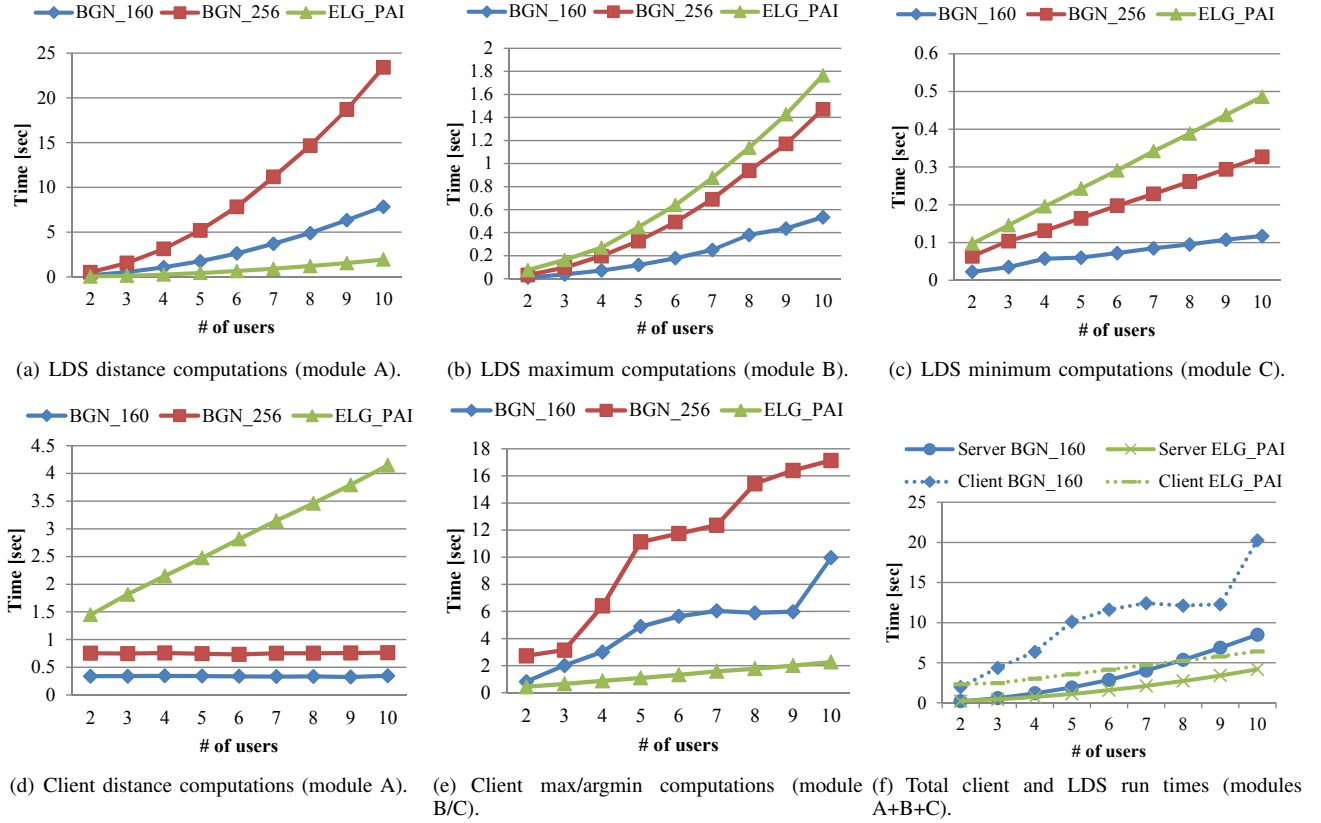 BGN_160 BGN_256 ELG_PAI
25
20
15
10
5
0
Time [sec]
2 3 4 5 6 7 8 9 10
# of users
(a) LDS distance computations (module A).
BGN_160 BGN_256 ELG_PAI
2
1.8
1.6
1.4
1.2
1
0.8
0.6
0.4
0.2
0
Time [sec]
2 3 4 5 6 7 8 9 10
# of users
(b) LDS maximum computations (module B).
BGN_160 BGN_256 ELG_PAI
0.6
0.5
0.4
0.3
0.2
0.1
0
Time [sec]
2 3 4 5 6 7 8 9 10
# of users
(c) LDS minimum computations (module C).
BGN_160 BGN_256 ELG_PAI
4.5
4
3.5
3
2.5
2
1.5
1
0.5
0
Time [sec]
2 3 4 5 6 7 8 9 10
# of users
(d) Client distance computations (module A).
BGN_160 BGN_256 ELG_PAI
18
16
14
12
10
8
6
4
2
0
Time [sec]
2 3 4 5 6 7 8 9 10
# of users
(e) Client max/argmin computations (module
B/C).
Server BGN_160 Server ELG_PAI
Client BGN_160 Client ELG_PAI
25
20
15
10
5
0
Time [sec]
2 3 4 5 6 7 8 9 10
# of users
(f) Total client and LDS run times (modules
A+B+C).